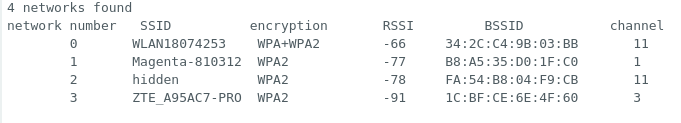 4 networks found
network number SSID encryption RSSI BSSID channel
0 WLAN18074253 WPA+WPA2 -66 34:2C:C4:9B:03:BB 11
1 Magenta-810312 WPA2 -77 B8:A5:35:D0:1F:C0 1
2 hidden WPA2 -78 FA:54:B8:04:F9:CB 11
3 ZTE_A95AC7-PRO WPA2 -91 1C:BF:CE:6E:4F:60 3